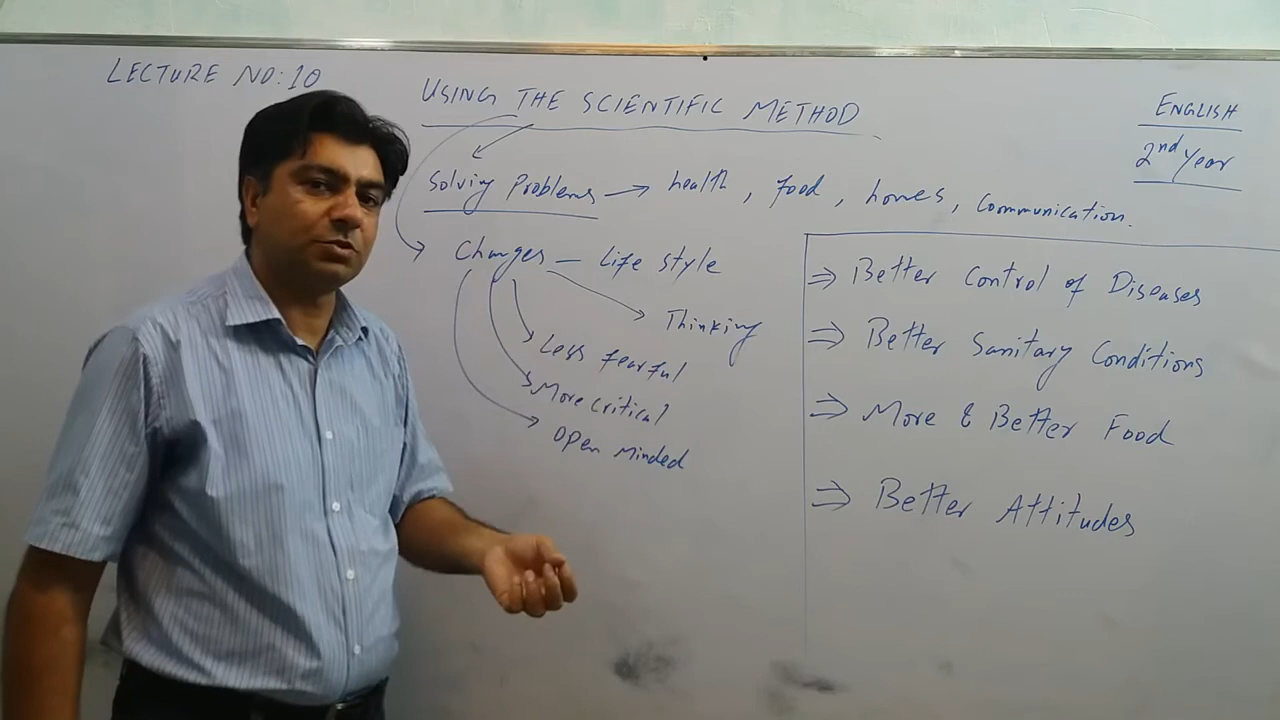 LECTURE NO:10
USING THE SCIENTIFIC METHOD
ENGLISH
2nd Year
Solving Problems → health, food, homes, Communication.
Changes - Life style
Thinking
Less fearful
More critical
Open Minded
⇒ Better Control of Diseases
⇒ Better Sanitary Conditions
⇒ More & Better Food
⇒ Better Attitudes